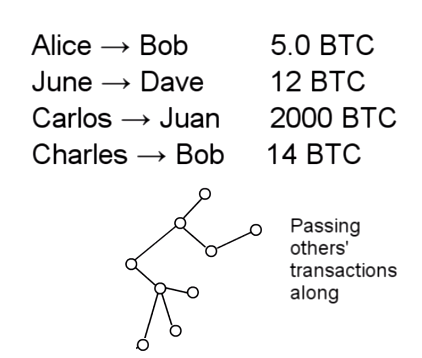 Alice → Bob 5.0 BTC
June → Dave 12 BTC
Carlos → Juan 2000 BTC
Charles → Bob 14 BTC
Passing
others'
transactions
along